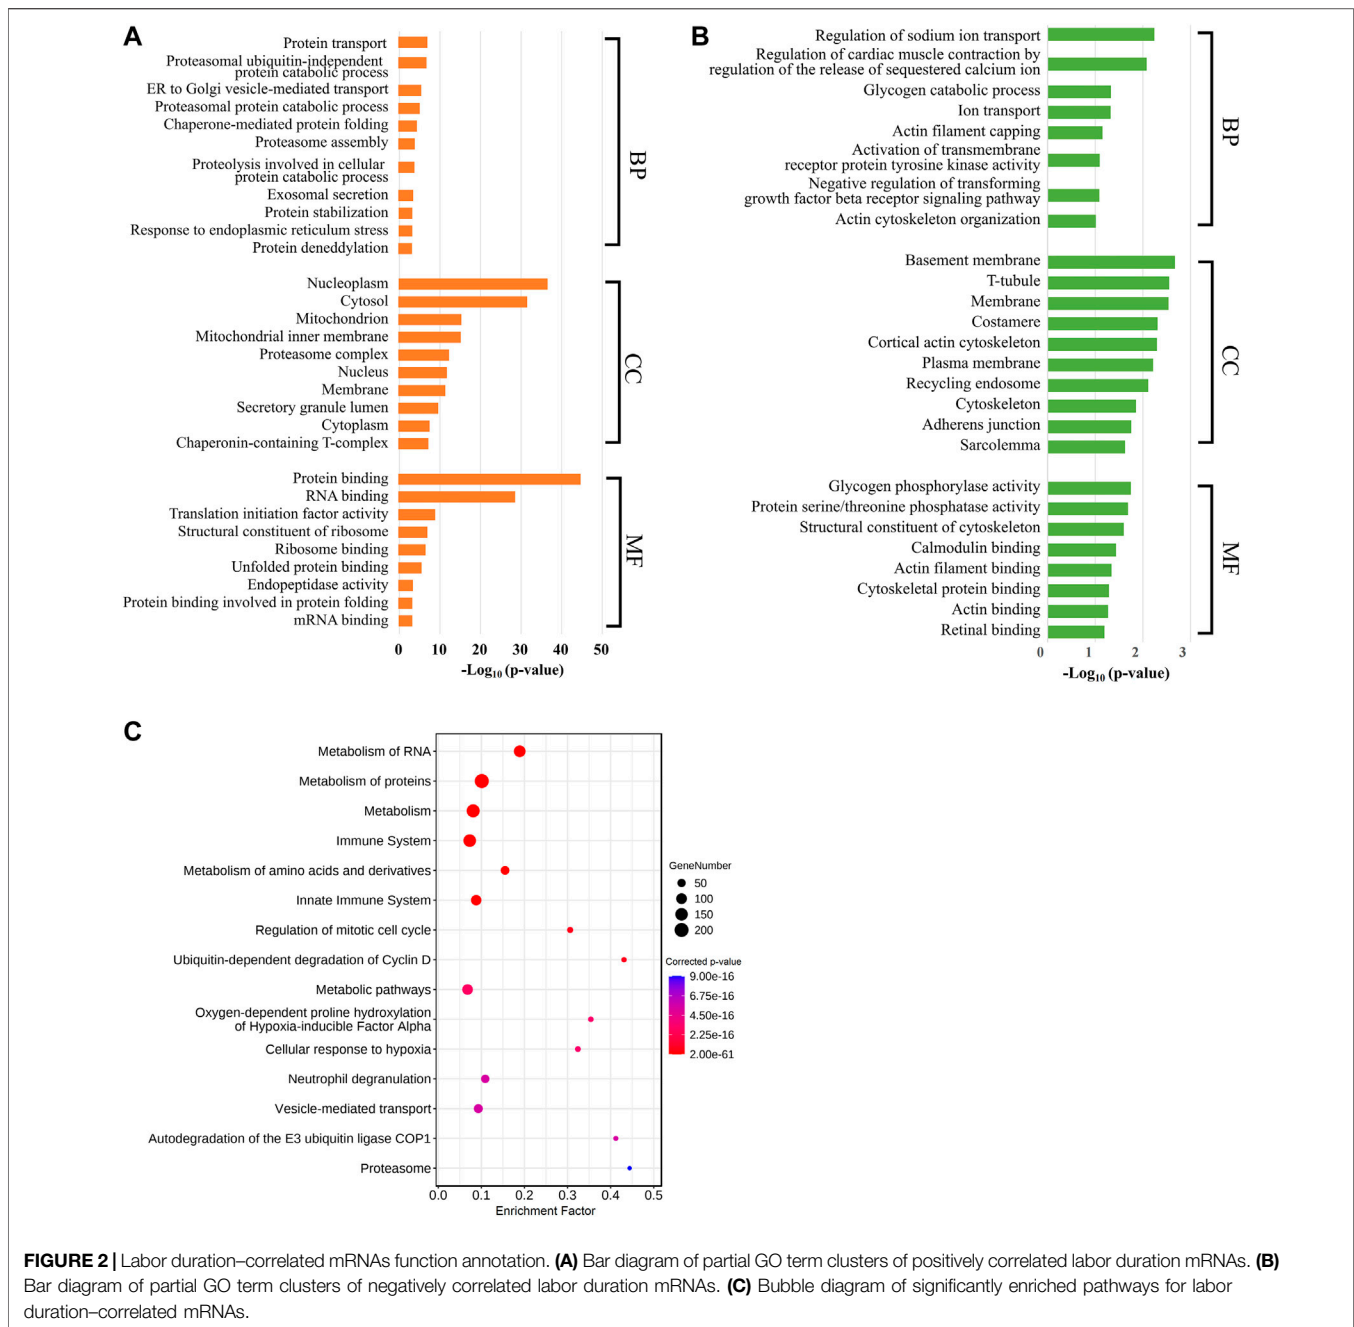 A
Protein transport
Proteasomal ubiquitin-independent
protein catabolic process
ER to Golgi vesicle-mediated transport
Proteasomal protein catabolic process
Chaperone-mediated protein folding
Proteasome assembly
Proteolysis involved in cellular
protein catabolic process
Exosomal secretion
Protein stabilization
Response to endoplasmic reticulum stress
Protein deneddylation
BP
Nucleoplasm
Cytosol
Mitochondrion
Mitochondrial inner membrane
Proteasome complex
Nucleus
Membrane
Secretory granule lumen
Cytoplasm
Chaperonin-containing T-complex
CC
Protein binding
RNA binding
Translation initiation factor activity
Structural constituent of ribosome
Ribosome binding
Unfolded protein binding
Endopeptidase activity
Protein binding involved in protein folding
mRNA binding
MF
0 10 20 30 40 50
-Log10 (p-value)
B
Regulation of sodium ion transport
Regulation of cardiac muscle contraction by
regulation of the release of sequestered calcium ion
Glycogen catabolic process
Ion transport
Actin filament capping
Activation of transmembrane
receptor protein tyrosine kinase activity
Negative regulation of transforming
growth factor beta receptor signaling pathway
Actin cytoskeleton organization
BP
Basement membrane
T-tubule
Membrane
Costamere
Cortical actin cytoskeleton
Plasma membrane
Recycling endosome
Cytoskeleton
Adherens junction
Sarcolemma
CC
Glycogen phosphorylase activity
Protein serine/threonine phosphatase activity
Structural constituent of cytoskeleton
Calmodulin binding
Actin filament binding
Cytoskeletal protein binding
Actin binding
Retinal binding
MF
0 1 2 3
-Log10 (p-value)
C
Metabolism of RNA
Metabolism of proteins
Metabolism
Immune System
Metabolism of amino acids and derivatives
Innate Immune System
Regulation of mitotic cell cycle
Ubiquitin-dependent degradation of Cyclin D
Metabolic pathways
Oxygen-dependent proline hydroxylation
of Hypoxia-inducible Factor Alpha
Cellular response to hypoxia
Neutrophil degranulation
Vesicle-mediated transport
Autodegradation of the E3 ubiquitin ligase COP1
Proteasome
0.0 0.1 0.2 0.3 0.4 0.5
Enrichment Factor
GeneNumber
50
100
150
200
Corrected p-value
9.00e-16
6.75e-16
4.50e-16
2.25e-16
2.00e-61
FIGURE 2 | Labor duration–correlated mRNAs function annotation. (A) Bar diagram of partial GO term clusters of positively correlated labor duration mRNAs. (B)
Bar diagram of partial GO term clusters of negatively correlated labor duration mRNAs. (C) Bubble diagram of significantly enriched pathways for labor
duration–correlated mRNAs.